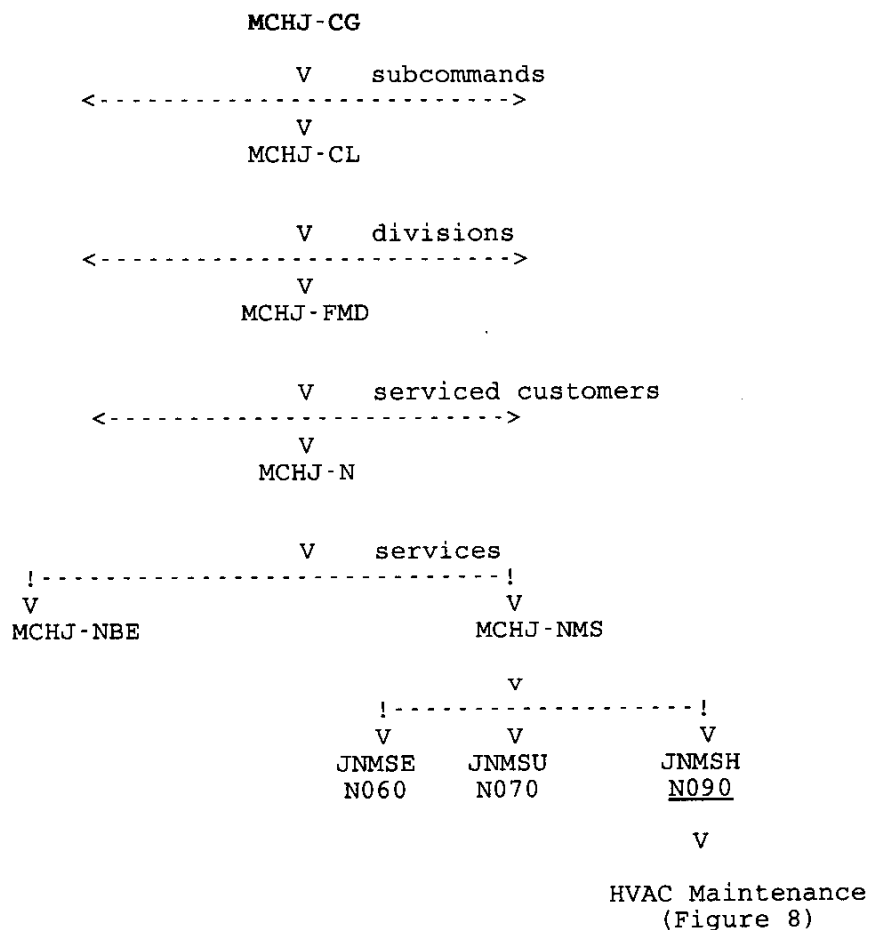 MCHJ-CG
V subcommands
<--------------------------->
V
MCHJ-CL
V divisions
<--------------------------->
V
MCHJ-FMD
V serviced customers
<------------------------->
V
MCHJ-N
V services
!----------------------------!
V V
MCHJ-NBE MCHJ-NMS
V
!-------------------!
V V V
JNMSE JNMSU JNMSH
N060 N070 N090
V
HVAC Maintenance
(Figure 8)